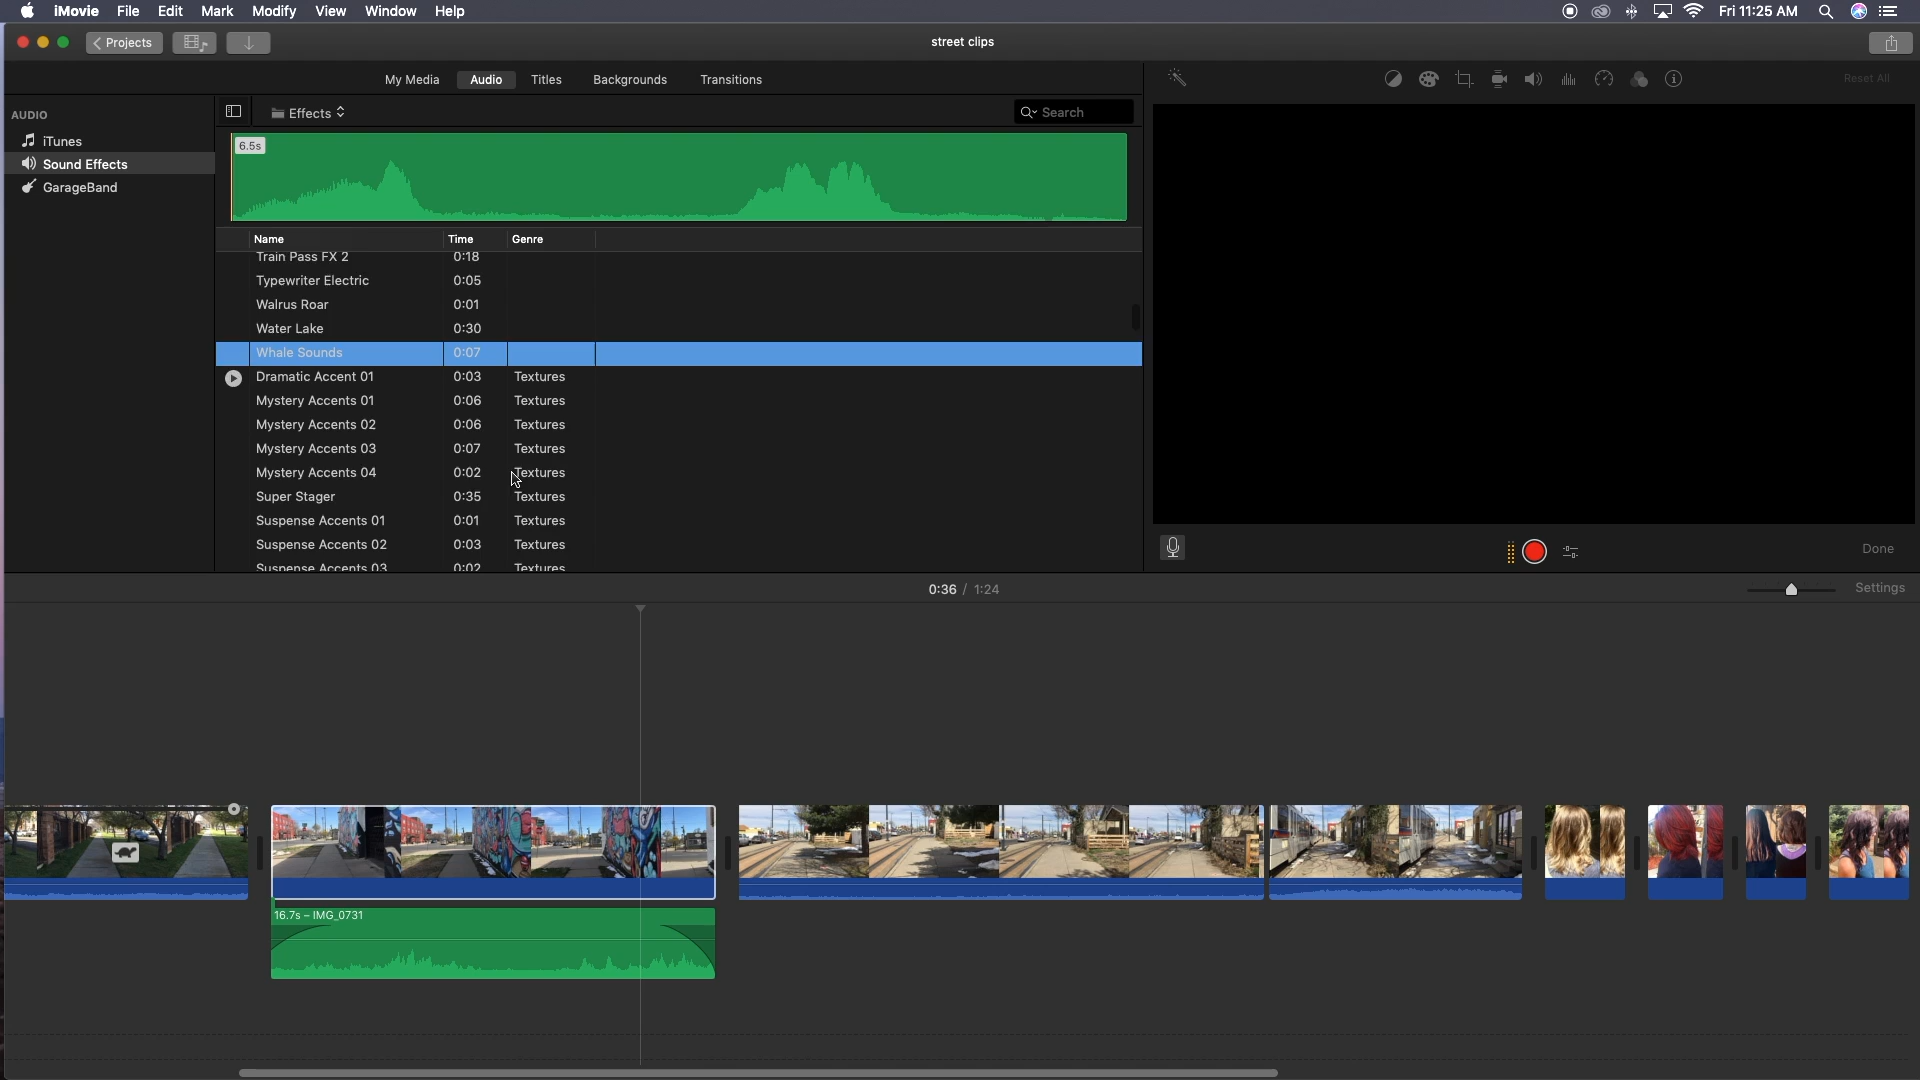 iMovie File Edit Mark Modify View Window Help
Fri 11:25 AM
Projects
street clips
My Media Audio Titles Backgrounds Transitions
Reset All
AUDIO
iTunes
Sound Effects
GarageBand
Effects
Search
6.5s
Name Time Genre
Train Pass FX 2 0:18
Typewriter Electric 0:05
Walrus Roar 0:01
Water Lake 0:30
Whale Sounds 0:07
Dramatic Accent 01 0:03 Textures
Mystery Accents 01 0:06 Textures
Mystery Accents 02 0:06 Textures
Mystery Accents 03 0:07 Textures
Mystery Accents 04 0:02 Textures
Super Stager 0:35 Textures
Suspense Accents 01 0:01 Textures
Suspense Accents 02 0:03 Textures
Suspense Accents 03 0:02 Textures
Done
0:36 / 1:24
Settings
16.7s – IMG_0731